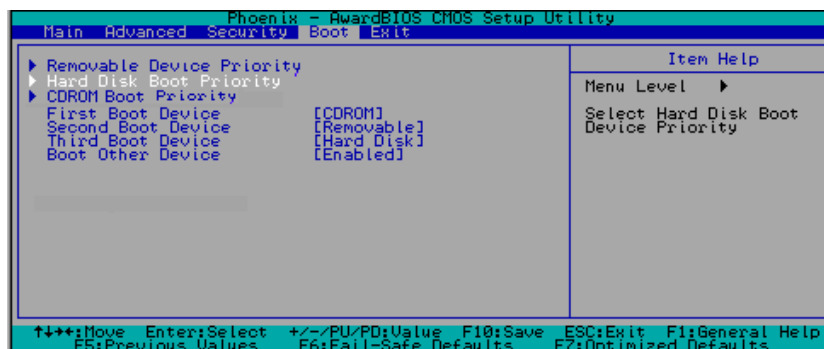 Phoenix - AwardBIOS CMOS Setup Utility
Main Advanced Security Boot Exit
Removable Device Priority
Hard Disk Boot Priority
CDROM Boot Priority
First Boot Device [CDROM]
Second Boot Device [Removable]
Third Boot Device [Hard Disk]
Boot Other Device [Enabled]
Item Help
Menu Level
Select Hard Disk Boot
Device Priority
↑↓→←:Move Enter:Select +/-/PU/PD:Value F10:Save ESC:Exit F1:General Help
F5:Previous Values F6:Fail-Safe Defaults F7:Optimized Defaults